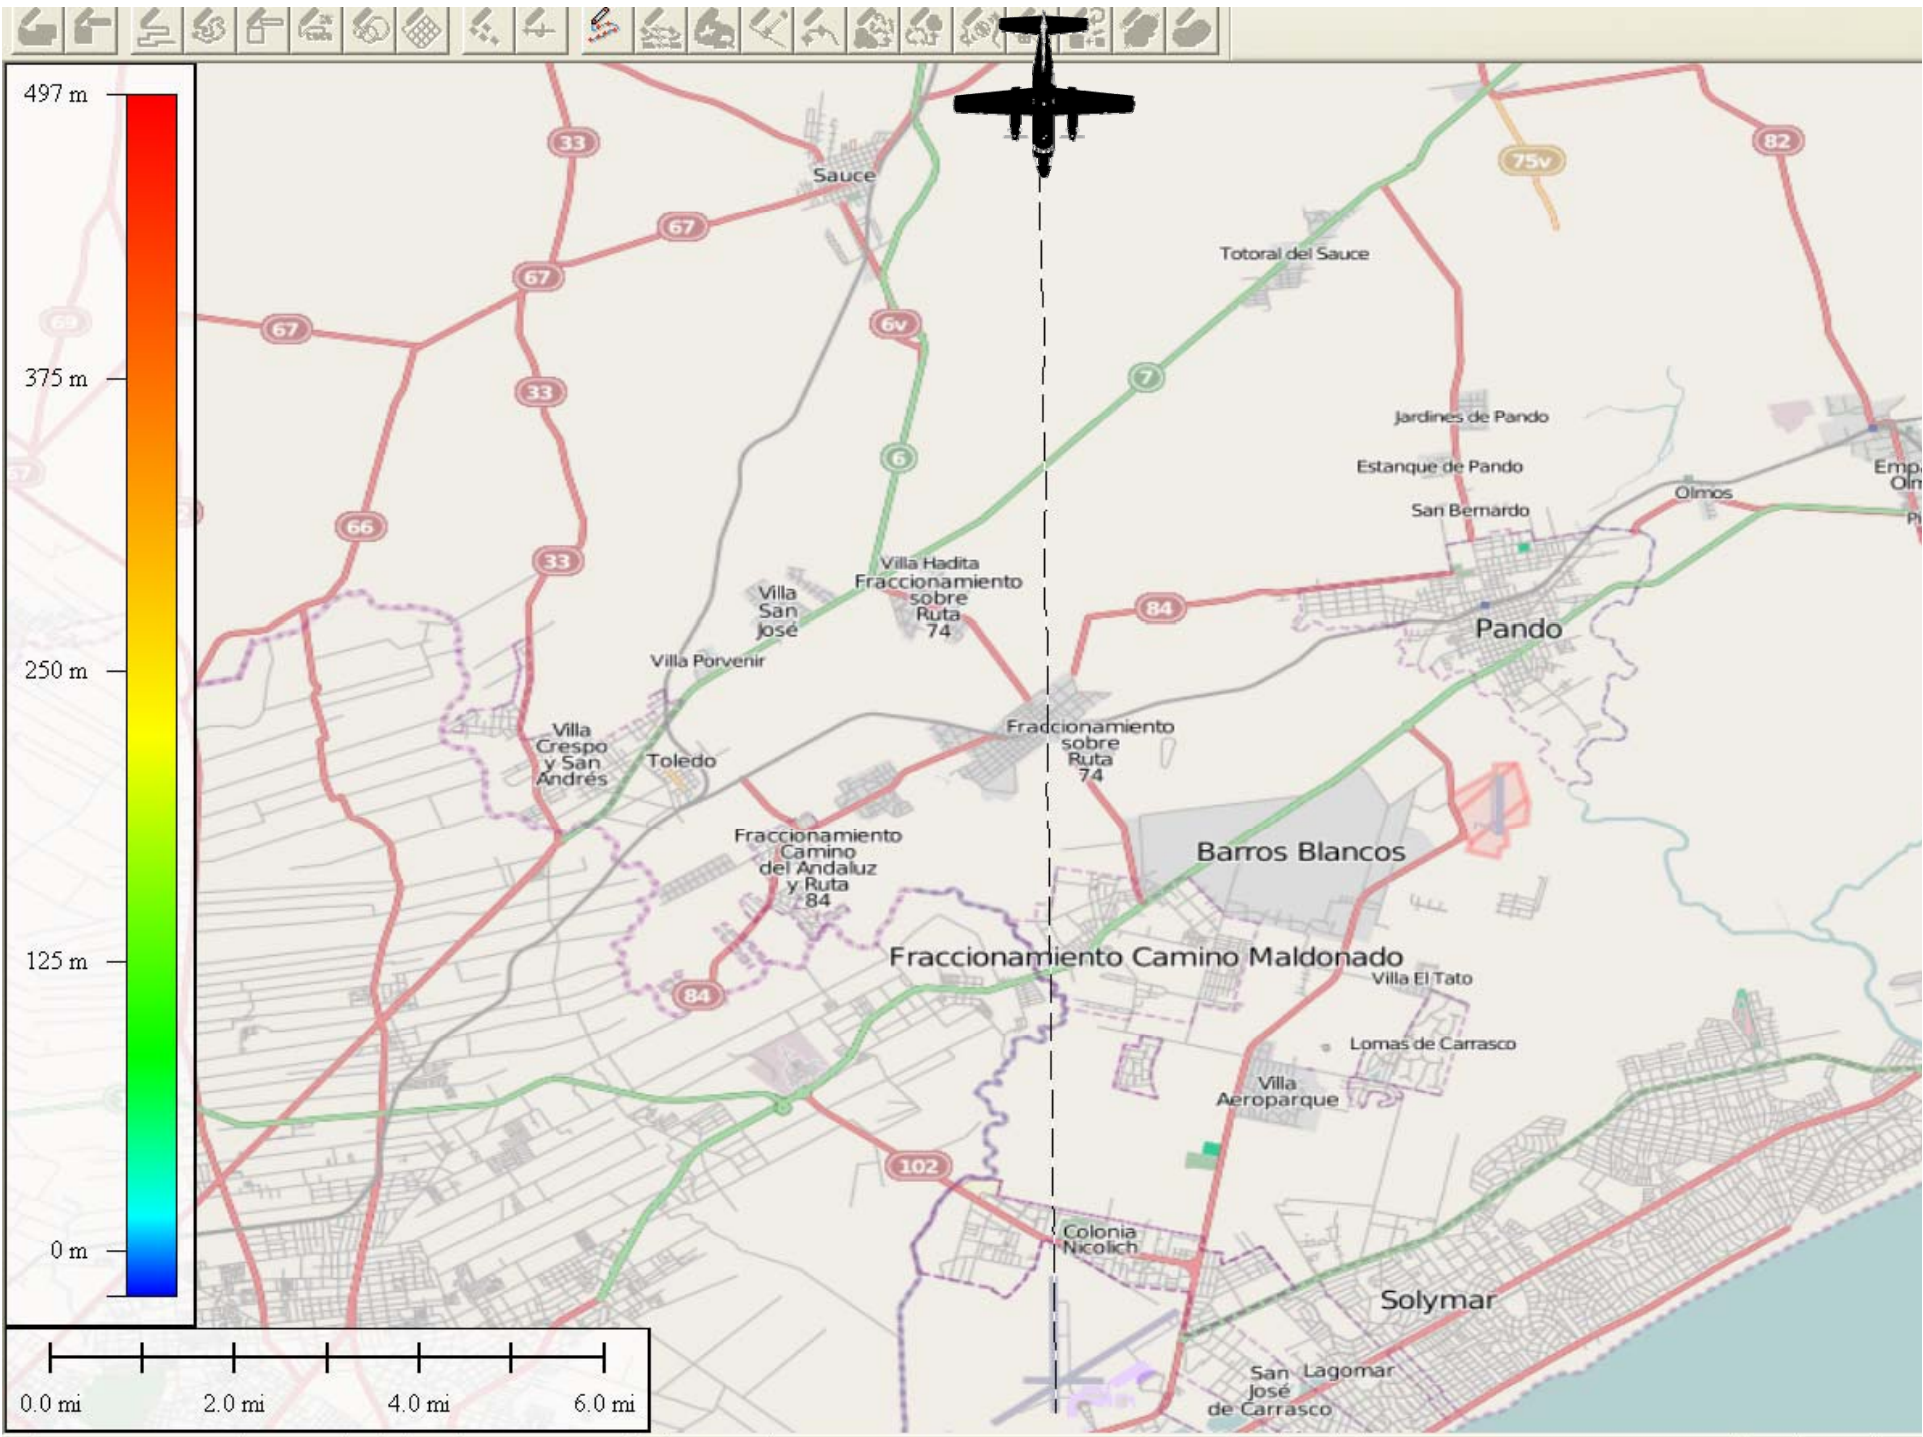 497 m
375 m
250 m
125 m
0 m
0.0 mi
2.0 mi
4.0 mi
6.0 mi
33
82
75v
Sauce
67
Totoral del Sauce
67
69
67
6v
7
33
Jardines de Pando
6
Estanque de Pando
Olmos
San Bernardo
66
33
Villa Hadita
Fraccionamiento
sobre
Ruta
74
Villa
San
José
84
Pando
Villa Porvenir
Villa
Crespo
y San
Andrés
Toledo
Fraccionamiento
sobre
Ruta
74
Barros Blancos
Fraccionamiento
Camino
del Andaluz
y Ruta
84
Fraccionamiento Camino Maldonado
Villa El Tato
84
Lomas de Carrasco
Villa
Aeroparque
102
Colonia
Nicolich
Solymar
San
José
de Carrasco
Lagomar